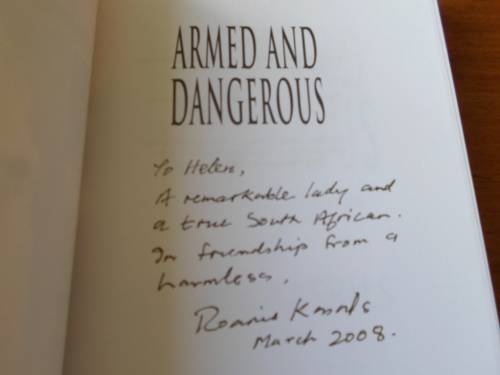 ARMED AND
DANGEROUS
To Helen,
A remarkable lady and
a true South African.
In friendship from a
harmless,
Ronnie Kasrils
March 2008.